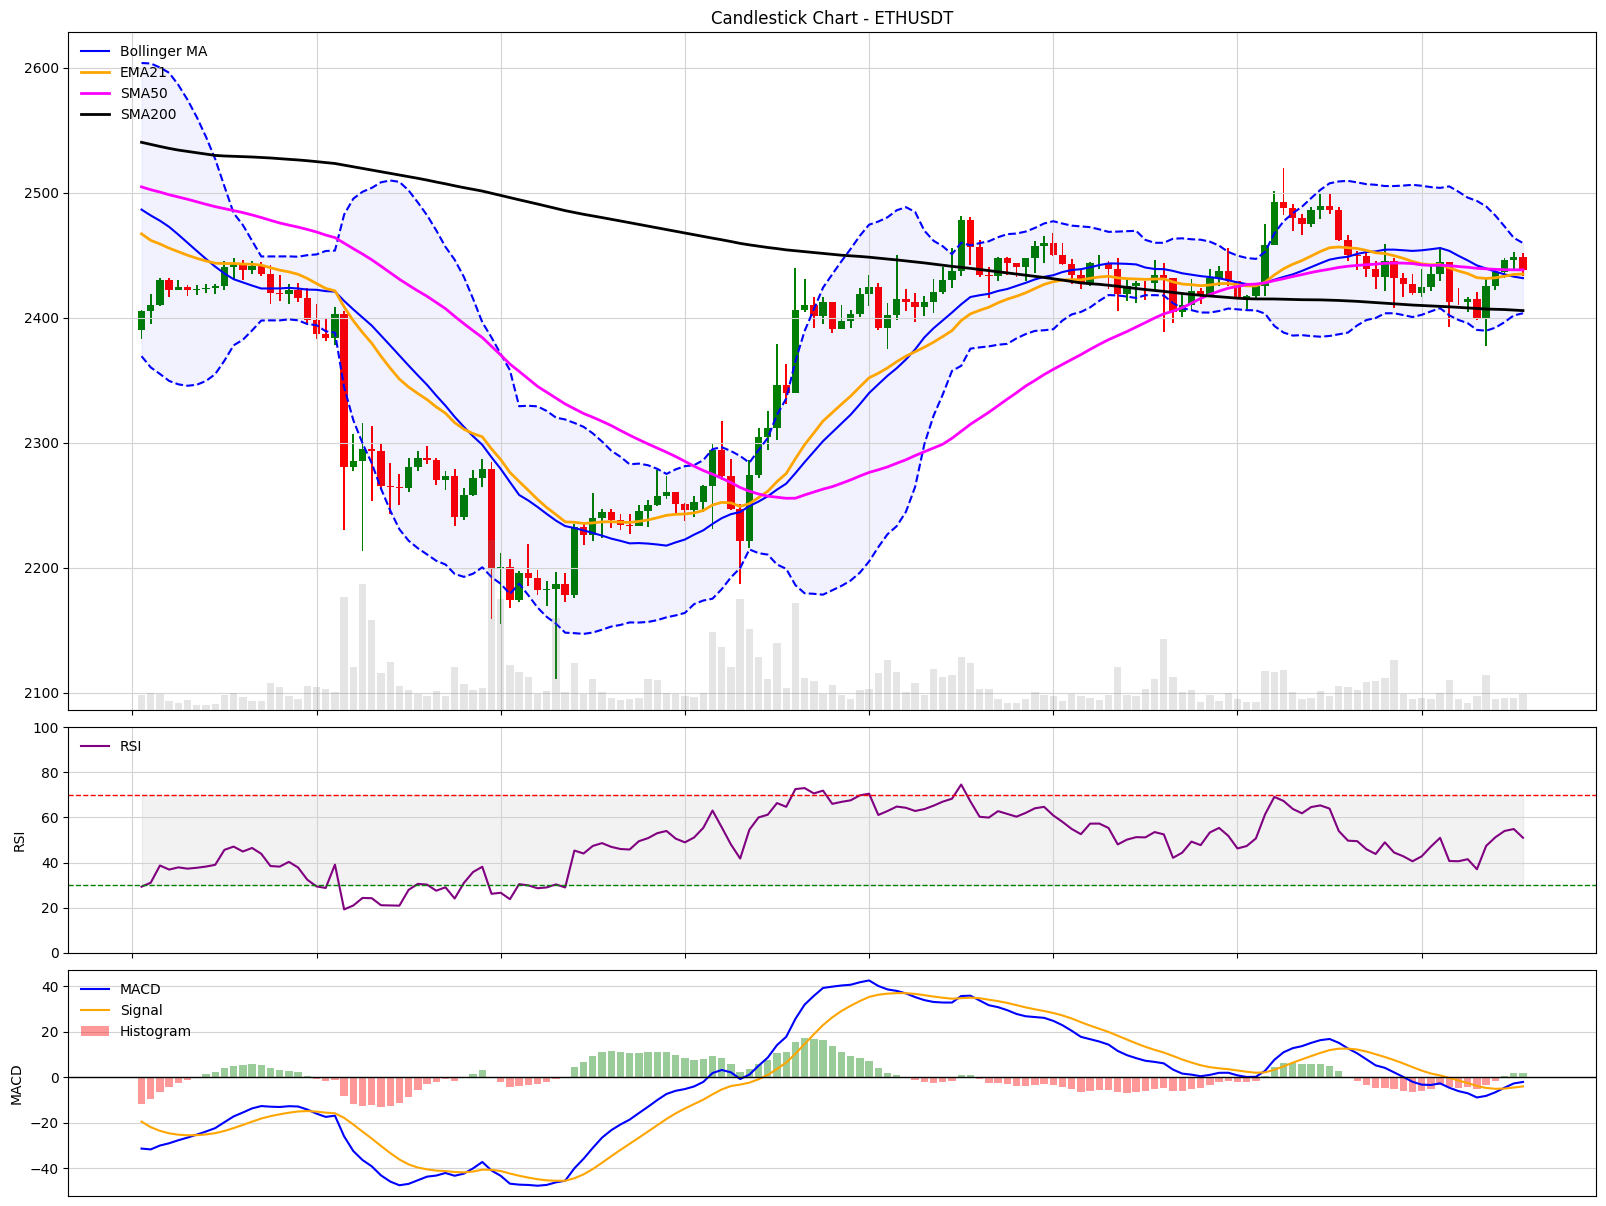 Candlestick Chart - ETHUSDT
Bollinger MA
EMA21
SMA50
SMA200
2600
2500
2400
2300
2200
2100
RSI
100
80
60
40
20
0
RSI
MACD
Signal
Histogram
40
20
0
−20
−40
MACD